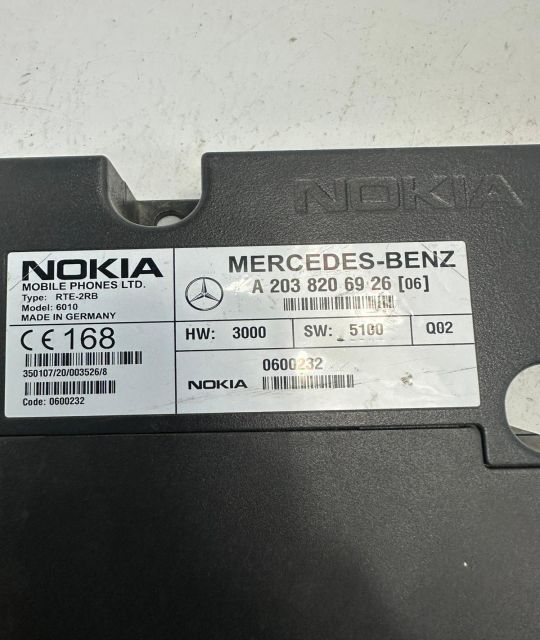 NOKIA
NOKIA
MOBILE PHONES LTD.
Type: RTE-2RB
Model: 6010
MADE IN GERMANY
CE 168
350107/20/003526/8
Code: 0600232
MERCEDES-BENZ
A 203 820 69 26 [06]
HW: 3000 SW: 5100 Q02
0600232
NOKIA